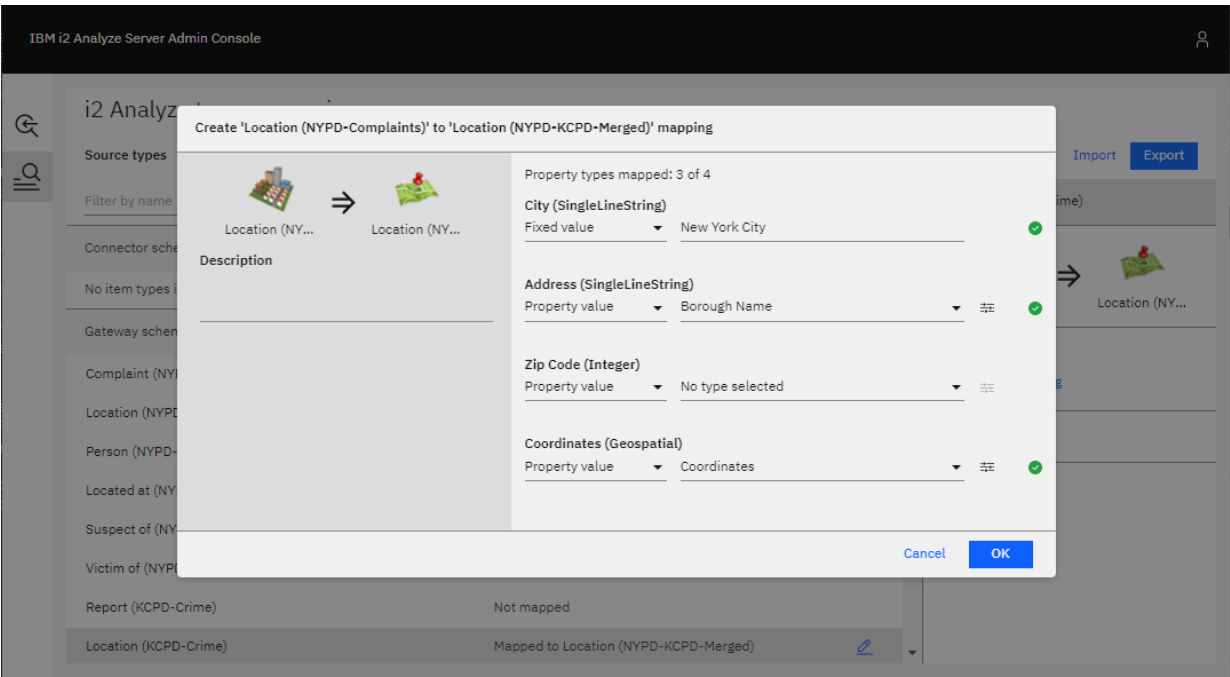 IBM i2 Analyze Server Admin Console
i2 Analyz
Source types
Import
Export
Filter by name
Connector sche
No item types i
Gateway schem
Complaint (NY
Location (NYPD
Person (NYPD-
Located at (NY
Suspect of (NY
Victim of (NYP
Report (KCPD-Crime)
Not mapped
Location (KCPD-Crime)
Mapped to Location (NYPD-KCPD-Merged)
Create 'Location (NYPD-Complaints)' to 'Location (NYPD-KCPD-Merged)' mapping
Location (NY...
Location (NY...
Description
Property types mapped: 3 of 4
City (SingleLineString)
Fixed value New York City
Address (SingleLineString)
Property value Borough Name
Zip Code (Integer)
Property value No type selected
Coordinates (Geospatial)
Property value Coordinates
Cancel OK
ime)
Location (NY...
g